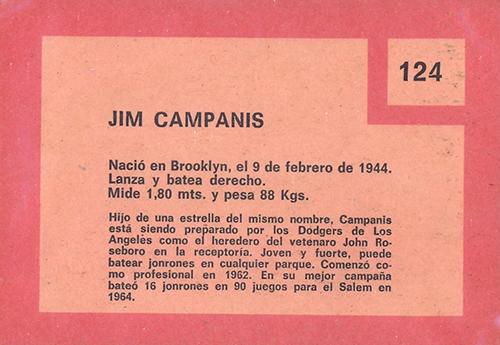 124
JIM CAMPANIS
Nació en Brooklyn, el 9 de febrero de 1944.
Lanza y batea derecho.
Mide 1,80 mts. y pesa 88 Kgs.
Hijo de una estrella del mismo nombre, Campanis
está siendo preparado por los Dodgers de Los
Angeles como el heredero del vetenaro John Ro-
seboro en la receptoría. Joven y fuerte, puede
batear jonrones en cualquier parque. Comenzó co-
mo profesional en 1962. En su mejor campaña
bateó 16 jonrones en 90 juegos para el Salem en
1964.